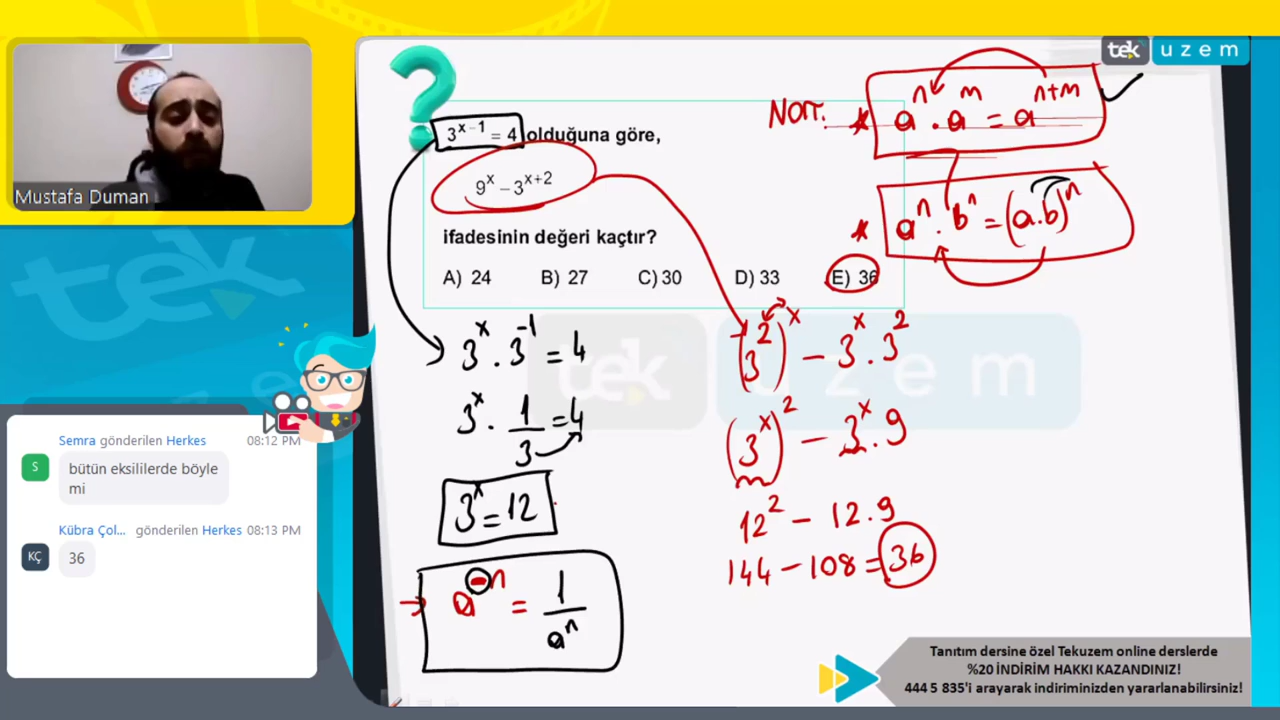 tek uzem
Mustafa Duman
3^{x-1} = 4 olduğuna göre,
9^x - 3^{x+2}
ifadesinin değeri kaçtır?
A) 24 B) 27 C) 30 D) 33 E) 36
NOT:
* a^n . a^m = a^{n+m}
* a^n . b^n = (a.b)^n
3^x . 3^{-1} = 4
3^x . 1/3 = 4
3^x = 12
→ a^{-n} = 1/a^n
(3^2)^x - 3^x . 3^2
(3^x)^2 - 3^x . 9
12^2 - 12.9
144 - 108 = 36
tek uzem
Semra gönderilen Herkes 08:12 PM
S
bütün eksililerde böyle
mi
Kübra Çol... gönderilen Herkes 08:13 PM
KÇ
36
Tanıtım dersine özel Tekuzem online derslerde
%20 İNDİRİM HAKKI KAZANDINIZ!
444 5 835'i arayarak indiriminizden yararlanabilirsiniz!